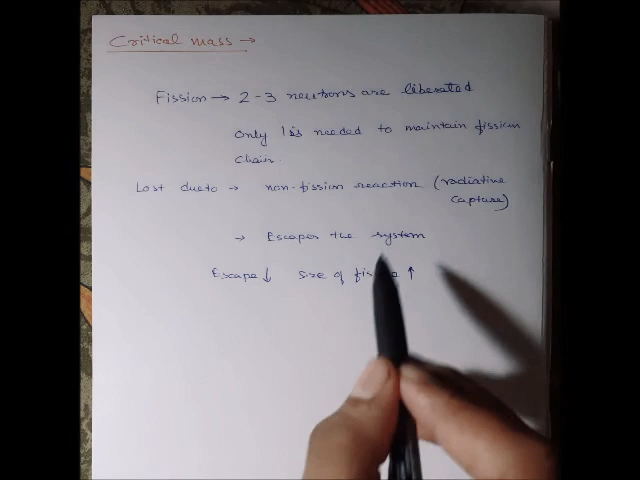 Critical mass →
Fission → 2-3 neutrons are liberated
Only 1 is needed to maintain fission
chain.
Lost due to → non-fission reaction (radiative
capture)
→ Escapes the system
Escape ↓ size of ↑